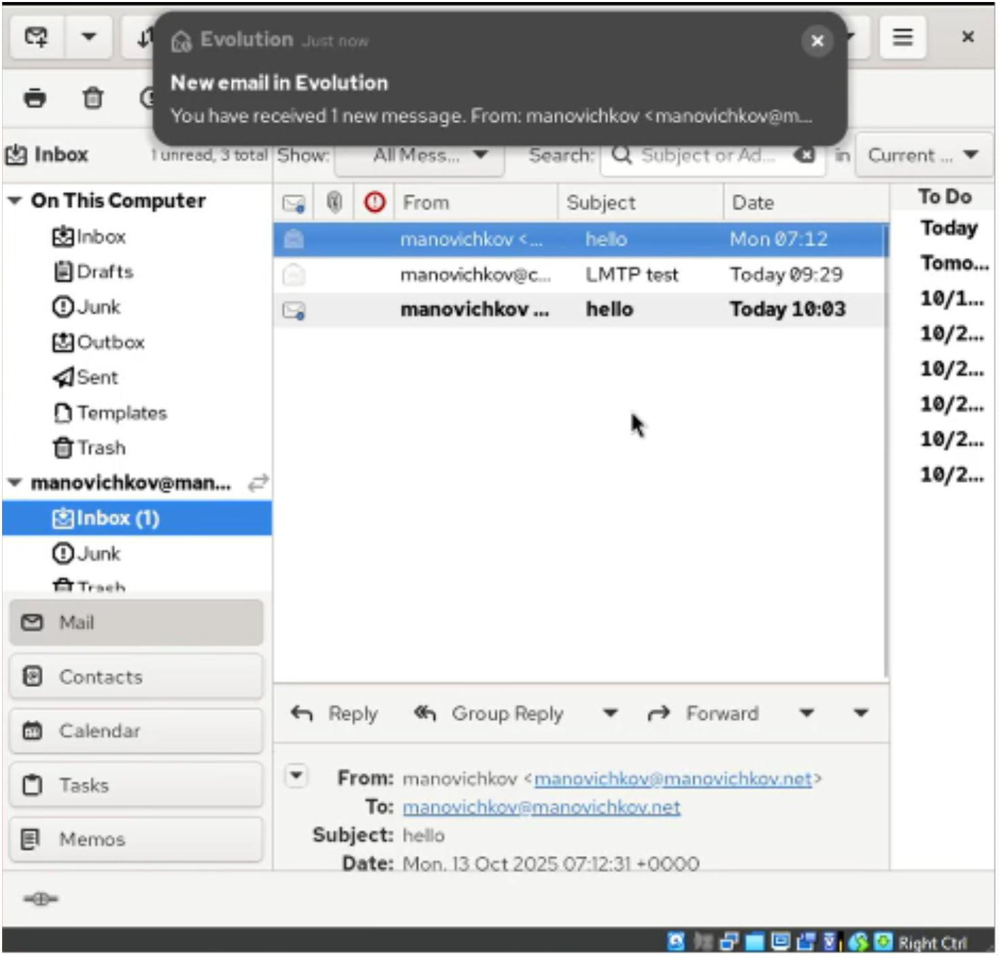 Evolution Just now
New email in Evolution
You have received 1 new message. From: manovichkov <manovichkov@m...
Inbox 1 unread, 3 total Show: All Mess... Search: Subject or Ad... in Current ...
On This Computer
Inbox
Drafts
Junk
Outbox
Sent
Templates
Trash
manovichkov@man...
Inbox (1)
Junk
Trash
Mail
Contacts
Calendar
Tasks
Memos
From Subject Date
manovichkov <... hello Mon 07:12
manovichkov@c... LMTP test Today 09:29
manovichkov ... hello Today 10:03
Reply Group Reply Forward
From: manovichkov <manovichkov@manovichkov.net>
To: manovichkov@manovichkov.net
Subject: hello
Date: Mon, 13 Oct 2025 07:12:31 +0000
To Do
Today
Tomo...
10/1...
10/2...
10/2...
10/2...
10/2...
10/2...
Right Ctrl